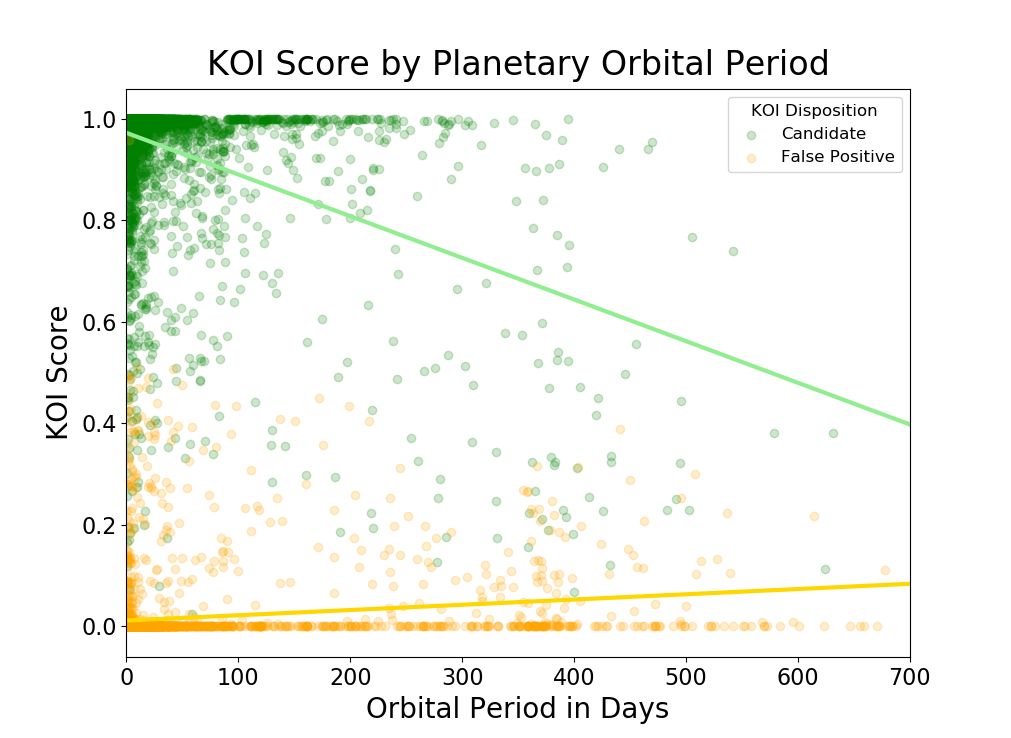 KOI Score by Planetary Orbital Period
KOI Disposition
Candidate
False Positive
1.0
0.8
0.6
0.4
0.2
0.0
KOI Score
0 100 200 300 400 500 600 700
Orbital Period in Days